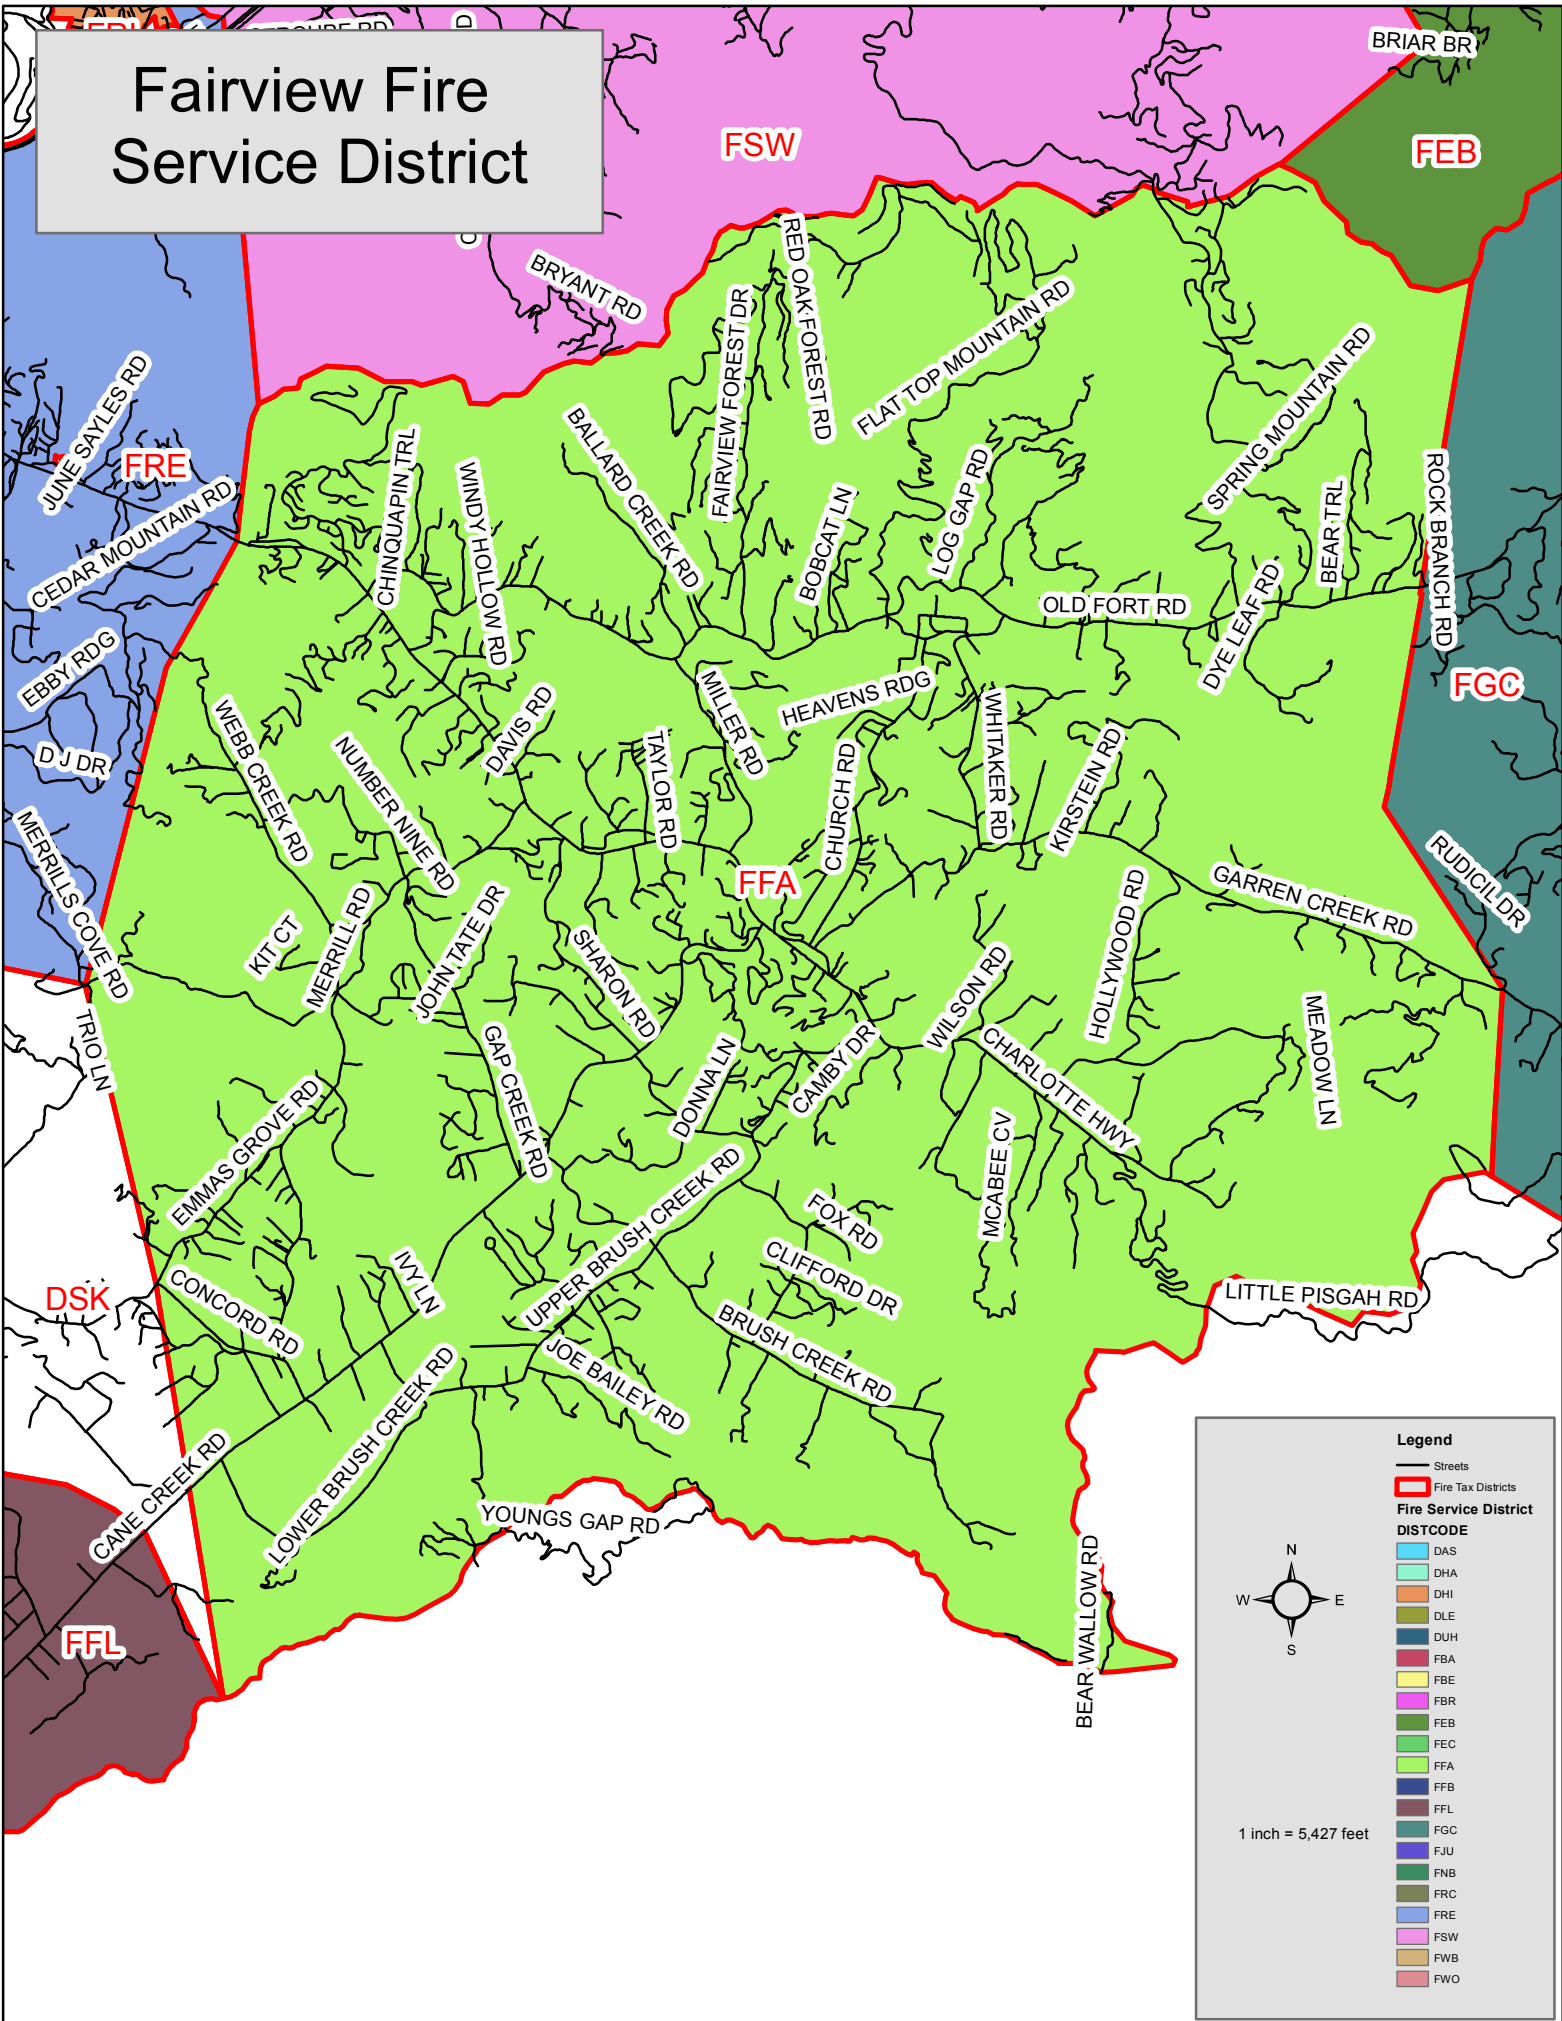 Fairview Fire
Service District
FSW
FEB
BRIAR BR
BRYANT RD
RED OAK FOREST RD
FAIRVIEW FOREST DR
FLAT TOP MOUNTAIN RD
SPRING MOUNTAIN RD
JUNE SAYLES RD
FRE
CEDAR MOUNTAIN RD
CHINQUAPIN TRL
WINDY HOLLOW RD
BALLARD CREEK RD
BOBCAT LN
LOG GAP RD
BEAR TRL
ROCK BRANCH RD
OLD FORT RD
DYE LEAF RD
EBBY RDG
D J DR
FGC
WEBB CREEK RD
NUMBER NINE RD
DAVIS RD
TAYLOR RD
MILLER RD
HEAVENS RDG
CHURCH RD
WHITAKER RD
KIRSTEIN RD
MERRILLS COVE RD
FFA
RUDICIL DR
GARREN CREEK RD
HOLLYWOOD RD
KIT CT
MERRILL RD
JOHN TATE DR
SHARON RD
WILSON RD
MEADOW LN
TRIO LN
GAP CREEK RD
DONNA LN
CAMBY DR
CHARLOTTE HWY
EMMAS GROVE RD
MCABEE CV
UPPER BRUSH CREEK RD
FOX RD
CLIFFORD DR
IVY LN
DSK
CONCORD RD
LITTLE PISGAH RD
BRUSH CREEK RD
JOE BAILEY RD
LOWER BRUSH CREEK RD
CANE CREEK RD
YOUNGS GAP RD
BEAR WALLOW RD
FFL
Legend
Streets
Fire Tax Districts
Fire Service District
DISTCODE
DAS
DHA
DHI
DLE
DUH
FBA
FBE
FBR
FEB
FEC
FFA
FFB
FFL
FGC
FJU
FNB
FRC
FRE
FSW
FWB
FWO
N
W
E
S
1 inch = 5,427 feet